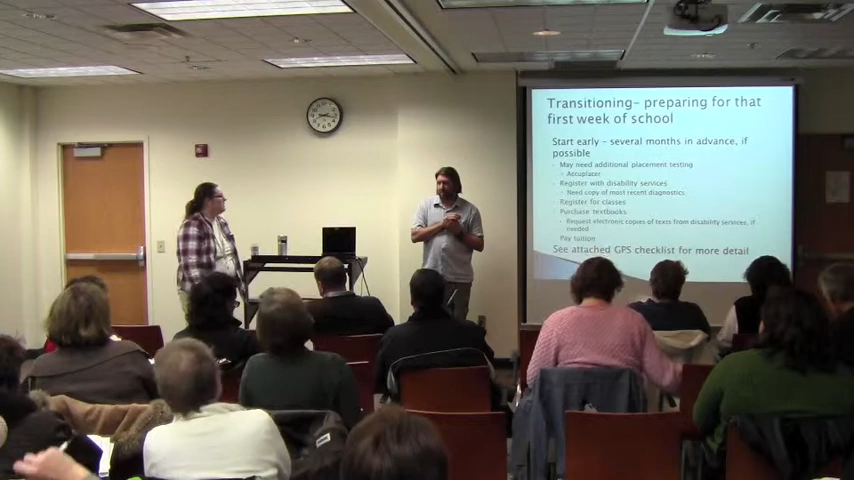 Transitioning- preparing for that
first week of school
Start early - several months in advance, if
possible
May need additional placement testing
Accuplacer
Register with disability services
Need copy of most recent diagnostics
Register for classes
Purchase textbooks
Request electronic copies of texts from disability services, if
needed
Pay tuition
See attached GPS checklist for more detail